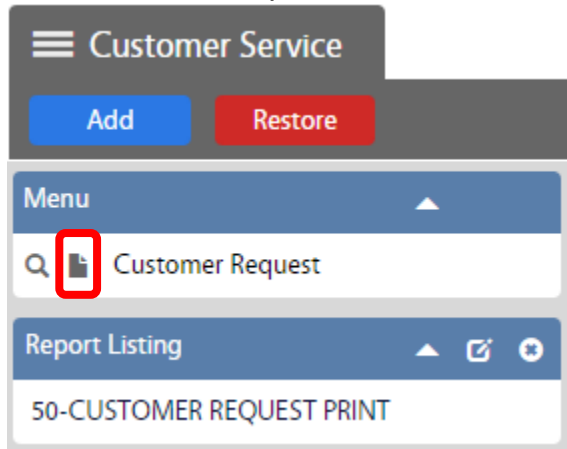 Customer Service
Add Restore
Menu
Customer Request
Report Listing
50-CUSTOMER REQUEST PRINT